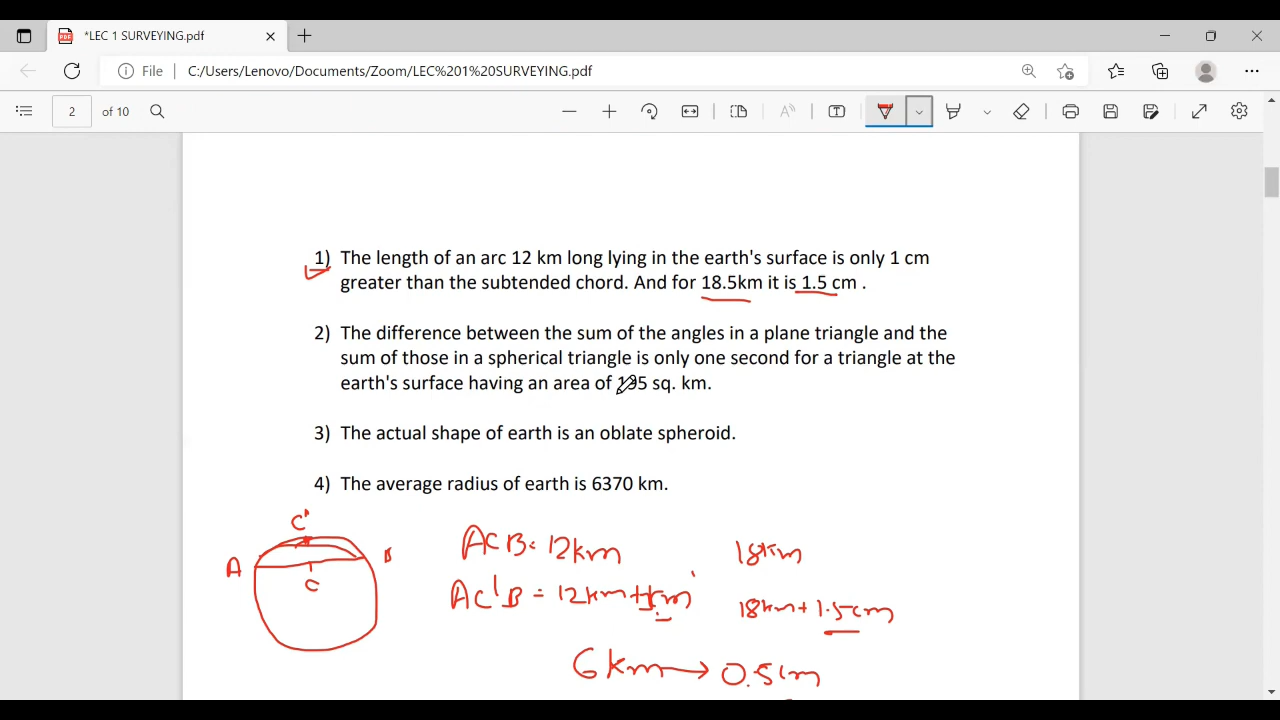 *LEC 1 SURVEYING.pdf
File C:/Users/Lenovo/Documents/Zoom/LEC%201%20SURVEYING.pdf
2 of 10
1) The length of an arc 12 km long lying in the earth's surface is only 1 cm
greater than the subtended chord. And for 18.5km it is 1.5 cm .
2) The difference between the sum of the angles in a plane triangle and the
sum of those in a spherical triangle is only one second for a triangle at the
earth's surface having an area of 195 sq. km.
3) The actual shape of earth is an oblate spheroid.
4) The average radius of earth is 6370 km.
C'
A B
C
ACB = 12km 18km
AC'B = 12km+
18km+ 1.5cm
6km → 0.5cm